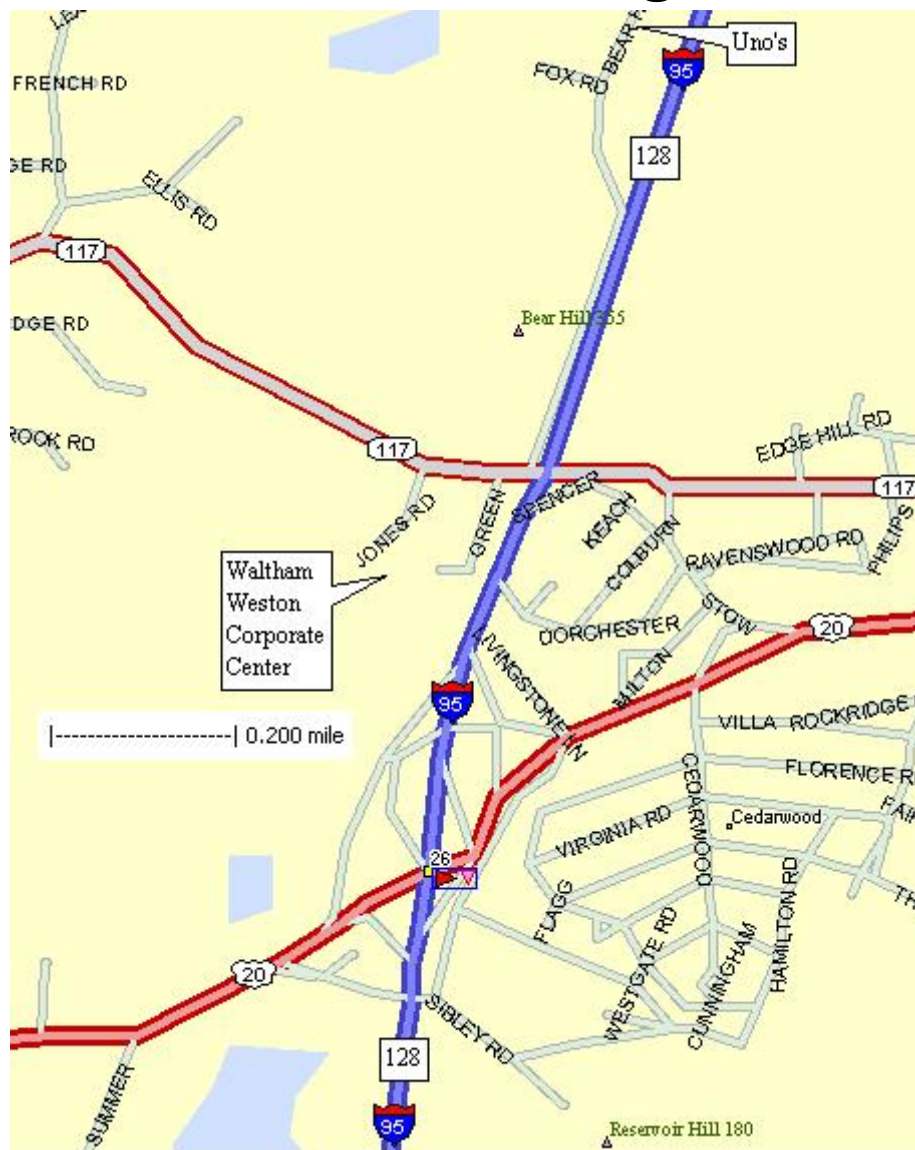 Uno's
BEAR H
LEX
95
FOX RD
FRENCH RD
128
GE RD
ELLIS RD
117
Bear Hill 355
DGE RD
EDGE HILL RD
ROOK RD
117
117
SPENCER
GREEN
KEACH
JONES RD
COLBURN
RAVENSWOOD RD
PHILIPS
Waltham
Weston
Corporate
Center
STOW
20
DORCHESTER
MILTON
LIVINGSTONE LN
95
VILLA
ROCKRIDGE
|-----------------------| 0.200 mile
FLORENCE R
CEDARWOOD
FAI
Cedarwood
VIRGINIA RD
26
TR
FLAGG
HAMILTON RD
WESTGATE RD
CUNNINGHAM
20
SIBLEY RD
128
SUMMER
95
Reservoir Hill 180